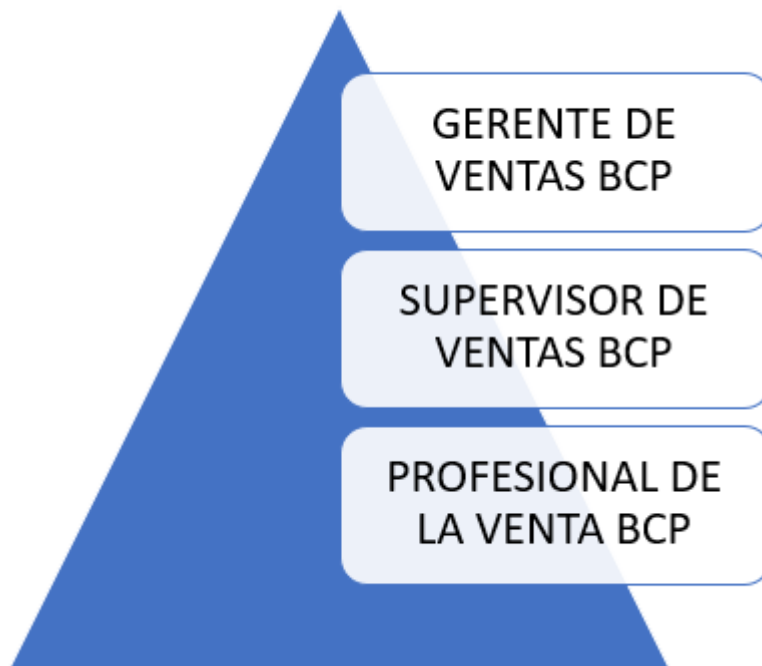 GERENTE DE
VENTAS BCP
SUPERVISOR DE
VENTAS BCP
PROFESIONAL DE
LA VENTA BCP